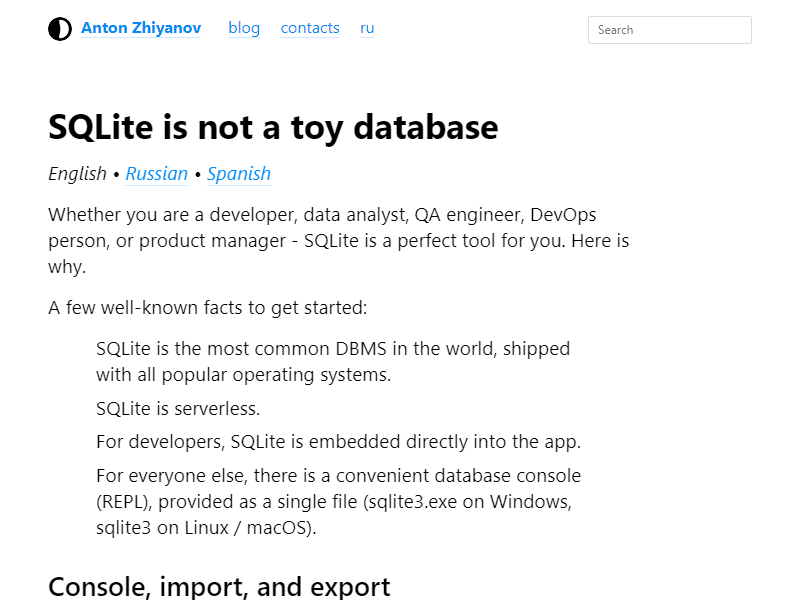 Anton Zhiyanov blog contacts ru Search
SQLite is not a toy database
English • Russian • Spanish
Whether you are a developer, data analyst, QA engineer, DevOps
person, or product manager - SQLite is a perfect tool for you. Here is
why.
A few well-known facts to get started:
SQLite is the most common DBMS in the world, shipped
with all popular operating systems.
SQLite is serverless.
For developers, SQLite is embedded directly into the app.
For everyone else, there is a convenient database console
(REPL), provided as a single file (sqlite3.exe on Windows,
sqlite3 on Linux / macOS).
Console, import, and export